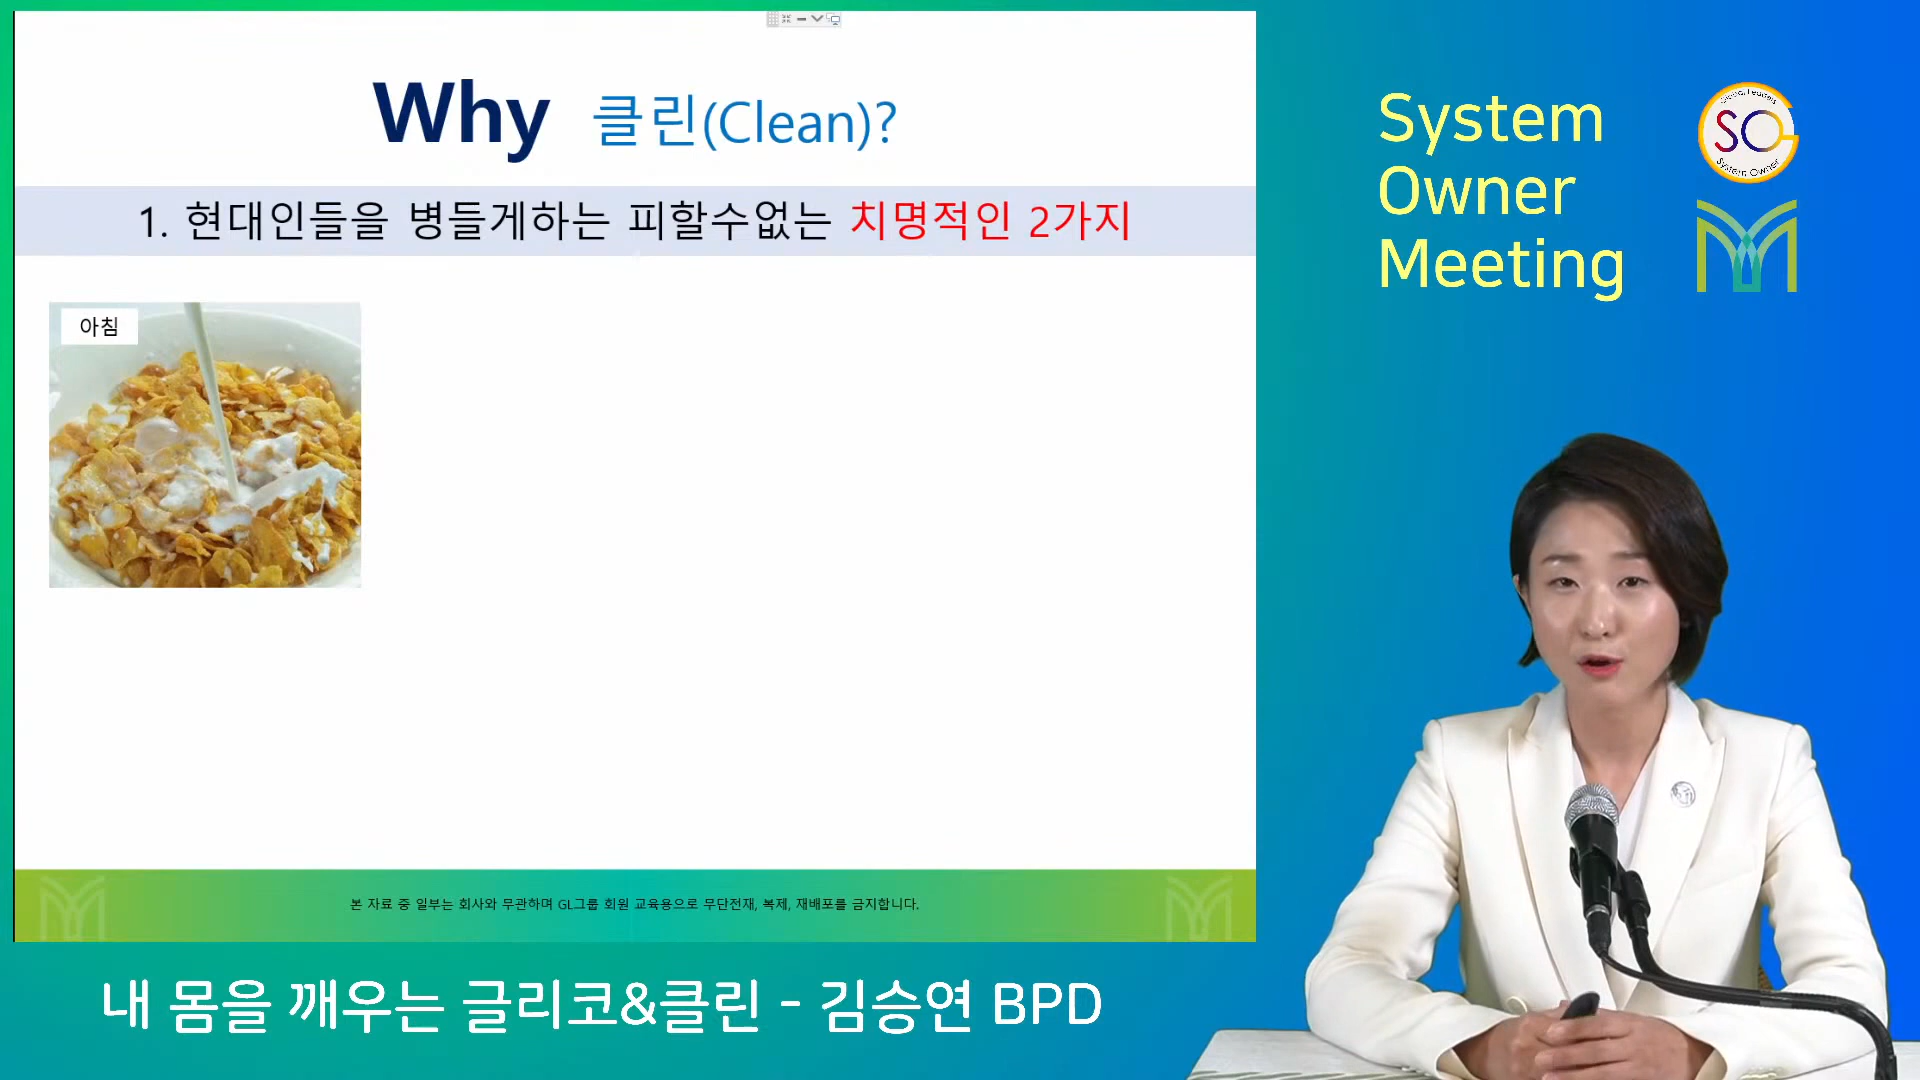 Why 클린(Clean)?
1. 현대인들을 병들게하는 피할수없는 치명적인 2가지
아침
본 자료 중 일부는 회사와 무관하며 GL그룹 회원 교육용으로 무단전재, 복제, 재배포를 금지합니다.
내 몸을 깨우는 글리코&클린 - 김승연 BPD
System
Owner
Meeting
Global Leaders
SO
System Owner